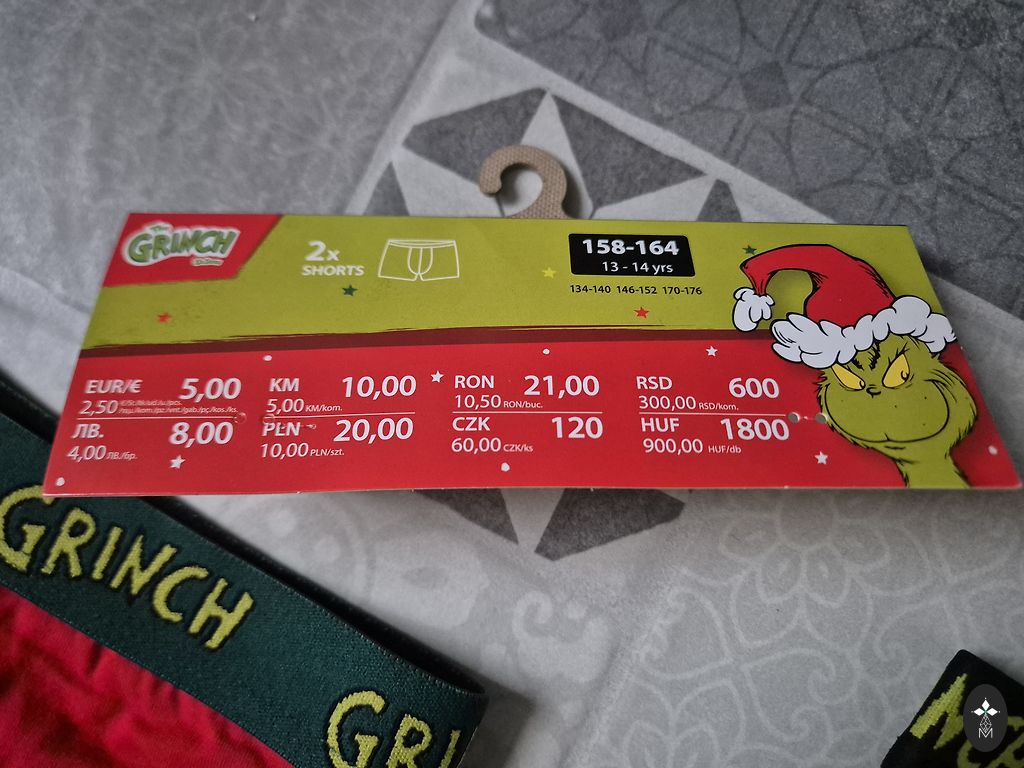 The
GRINCH
2x
SHORTS
158-164
13 - 14 yrs
134-140 146-152 170-176
EUR/€ 5,00
2,50
KM 10,00
5,00 KM/kom.
RON 21,00
10,50 RON/buc.
RSD 600
300,00 RSD/kom.
ЛВ. 8,00
4,00 ЛВ./бр.
PLN 20,00
10,00 PLN/szt.
CZK 120
60,00 CZK/ks
HUF 1800
900,00 HUF/db
GRINCH
GRI
M